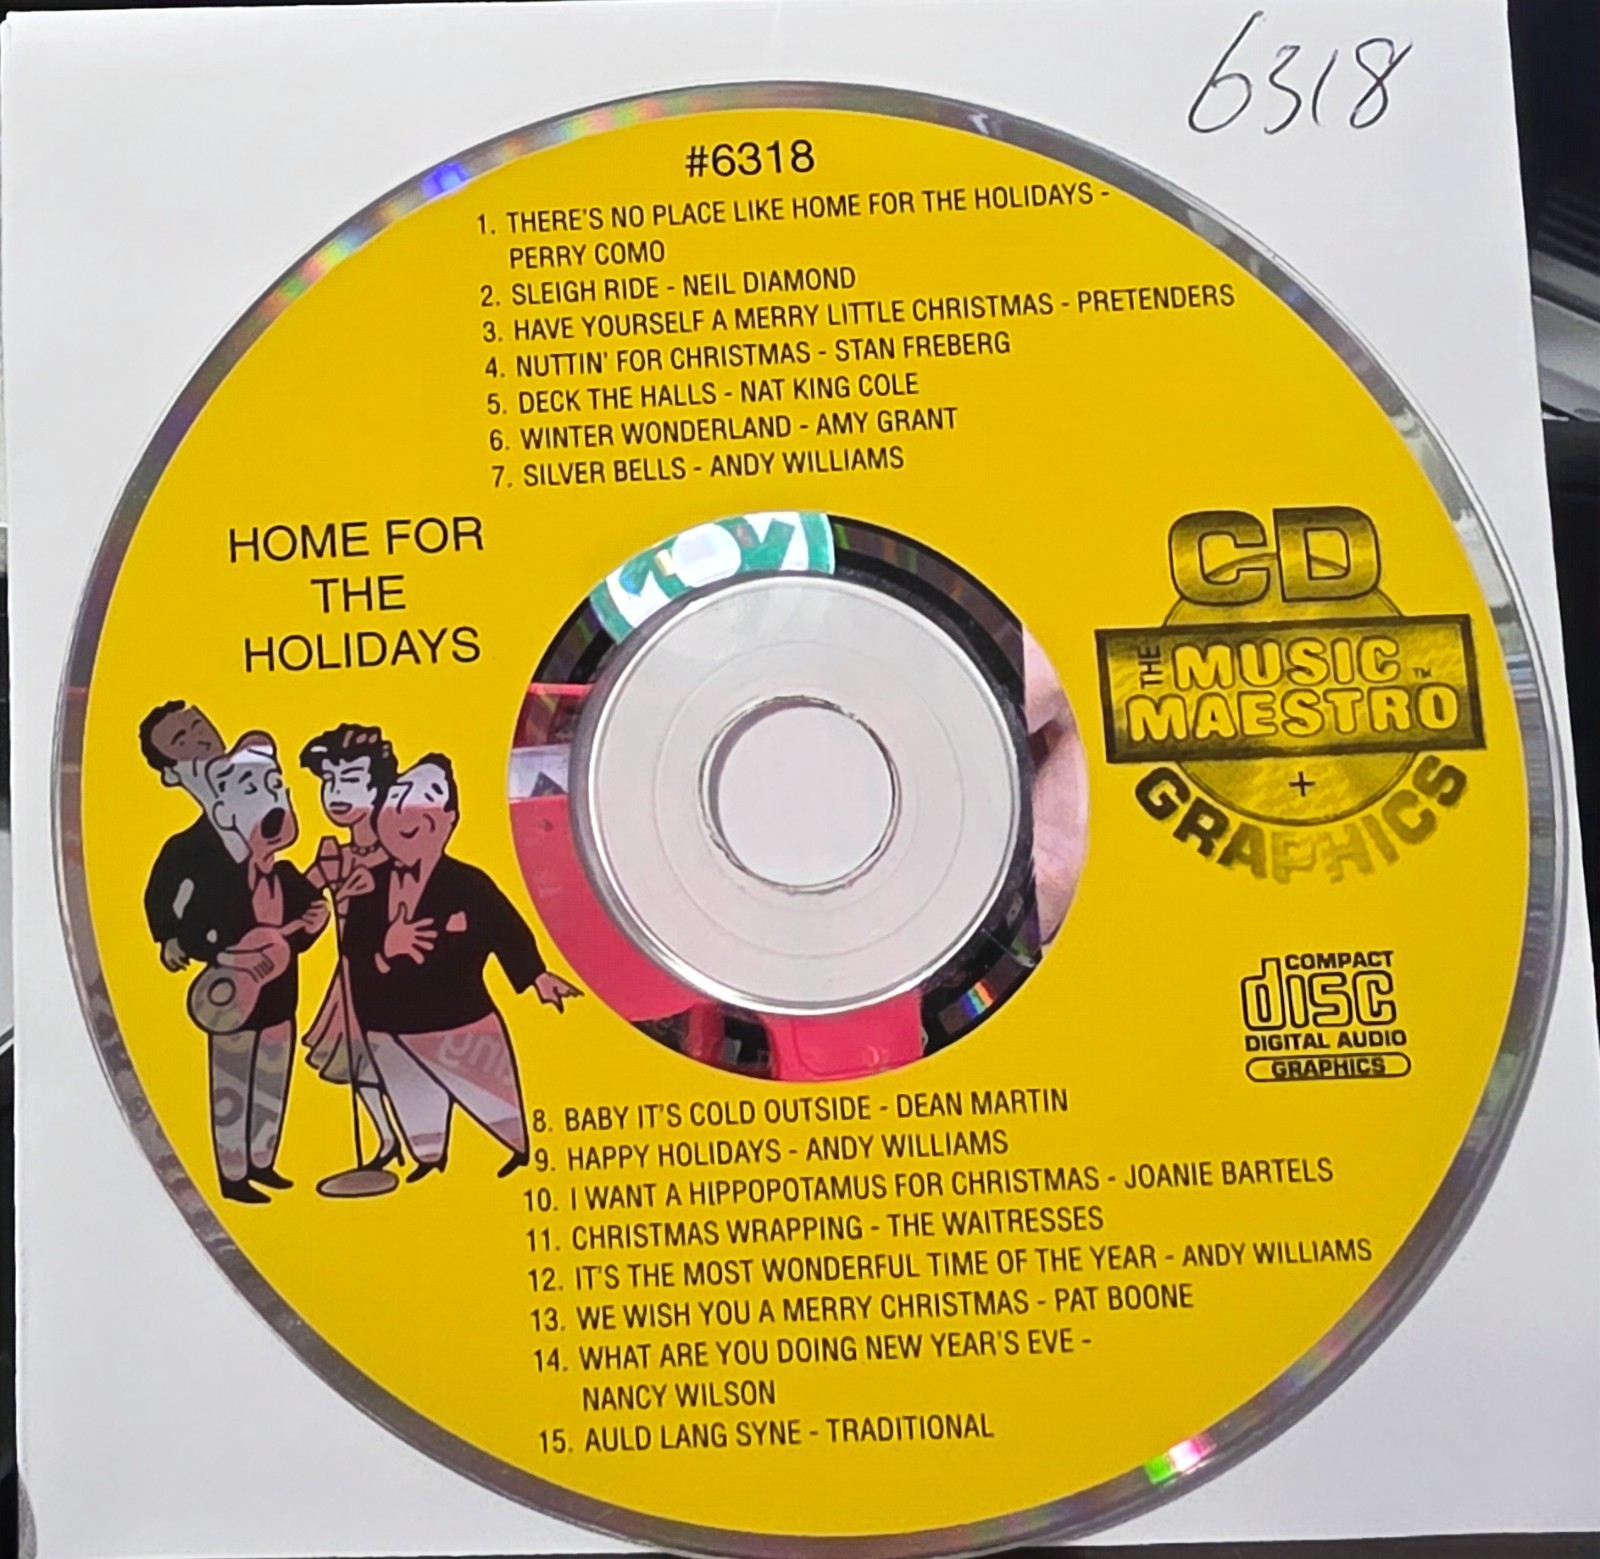 6318
#6318
1. THERE'S NO PLACE LIKE HOME FOR THE HOLIDAYS -
PERRY COMO
2. SLEIGH RIDE - NEIL DIAMOND
3. HAVE YOURSELF A MERRY LITTLE CHRISTMAS - PRETENDERS
4. NUTTIN' FOR CHRISTMAS - STAN FREBERG
5. DECK THE HALLS - NAT KING COLE
6. WINTER WONDERLAND - AMY GRANT
7. SILVER BELLS - ANDY WILLIAMS
HOME FOR
THE
HOLIDAYS
CD
THE MUSIC
MAESTRO™
+
GRAPHICS
COMPACT
disc
DIGITAL AUDIO
GRAPHICS
8. BABY IT'S COLD OUTSIDE - DEAN MARTIN
9. HAPPY HOLIDAYS - ANDY WILLIAMS
10. I WANT A HIPPOPOTAMUS FOR CHRISTMAS - JOANIE BARTELS
11. CHRISTMAS WRAPPING - THE WAITRESSES
12. IT'S THE MOST WONDERFUL TIME OF THE YEAR - ANDY WILLIAMS
13. WE WISH YOU A MERRY CHRISTMAS - PAT BOONE
14. WHAT ARE YOU DOING NEW YEAR'S EVE -
NANCY WILSON
15. AULD LANG SYNE - TRADITIONAL